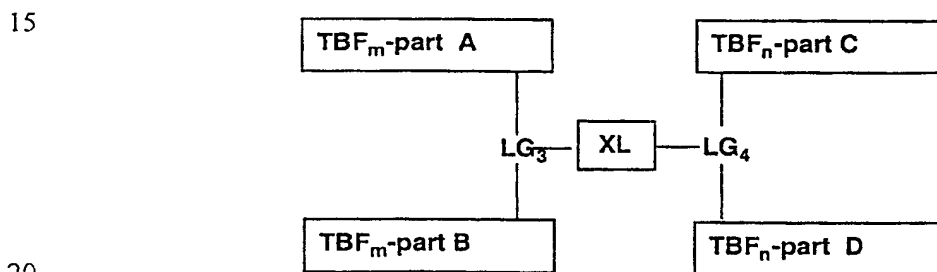 15
TBFm-part A TBFn-part C
LG3 XL LG4
TBFm-part B TBFn-part D
20